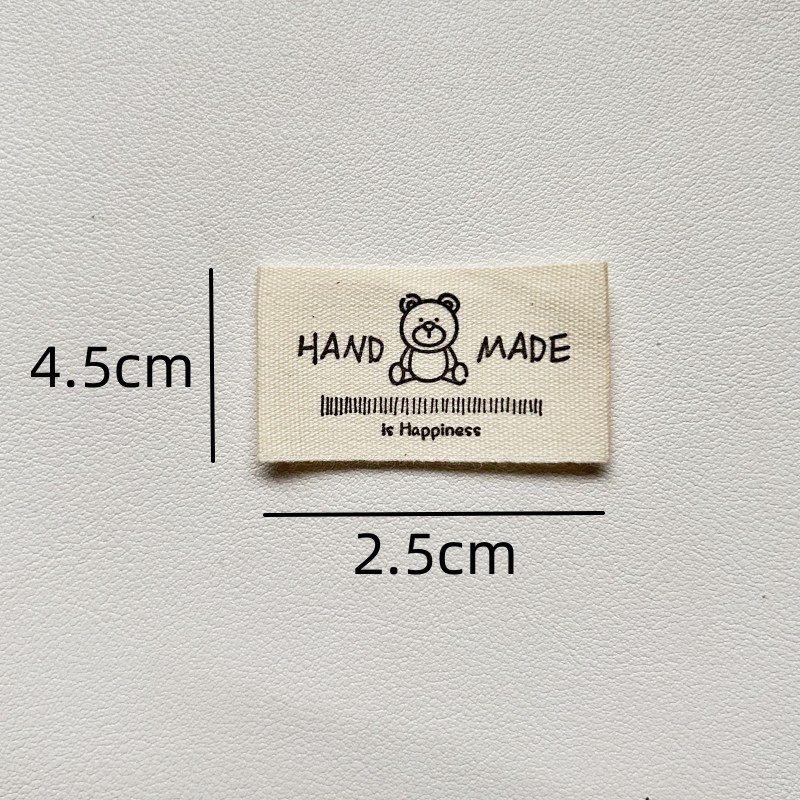 4.5cm
HAND MADE
is Happiness
2.5cm